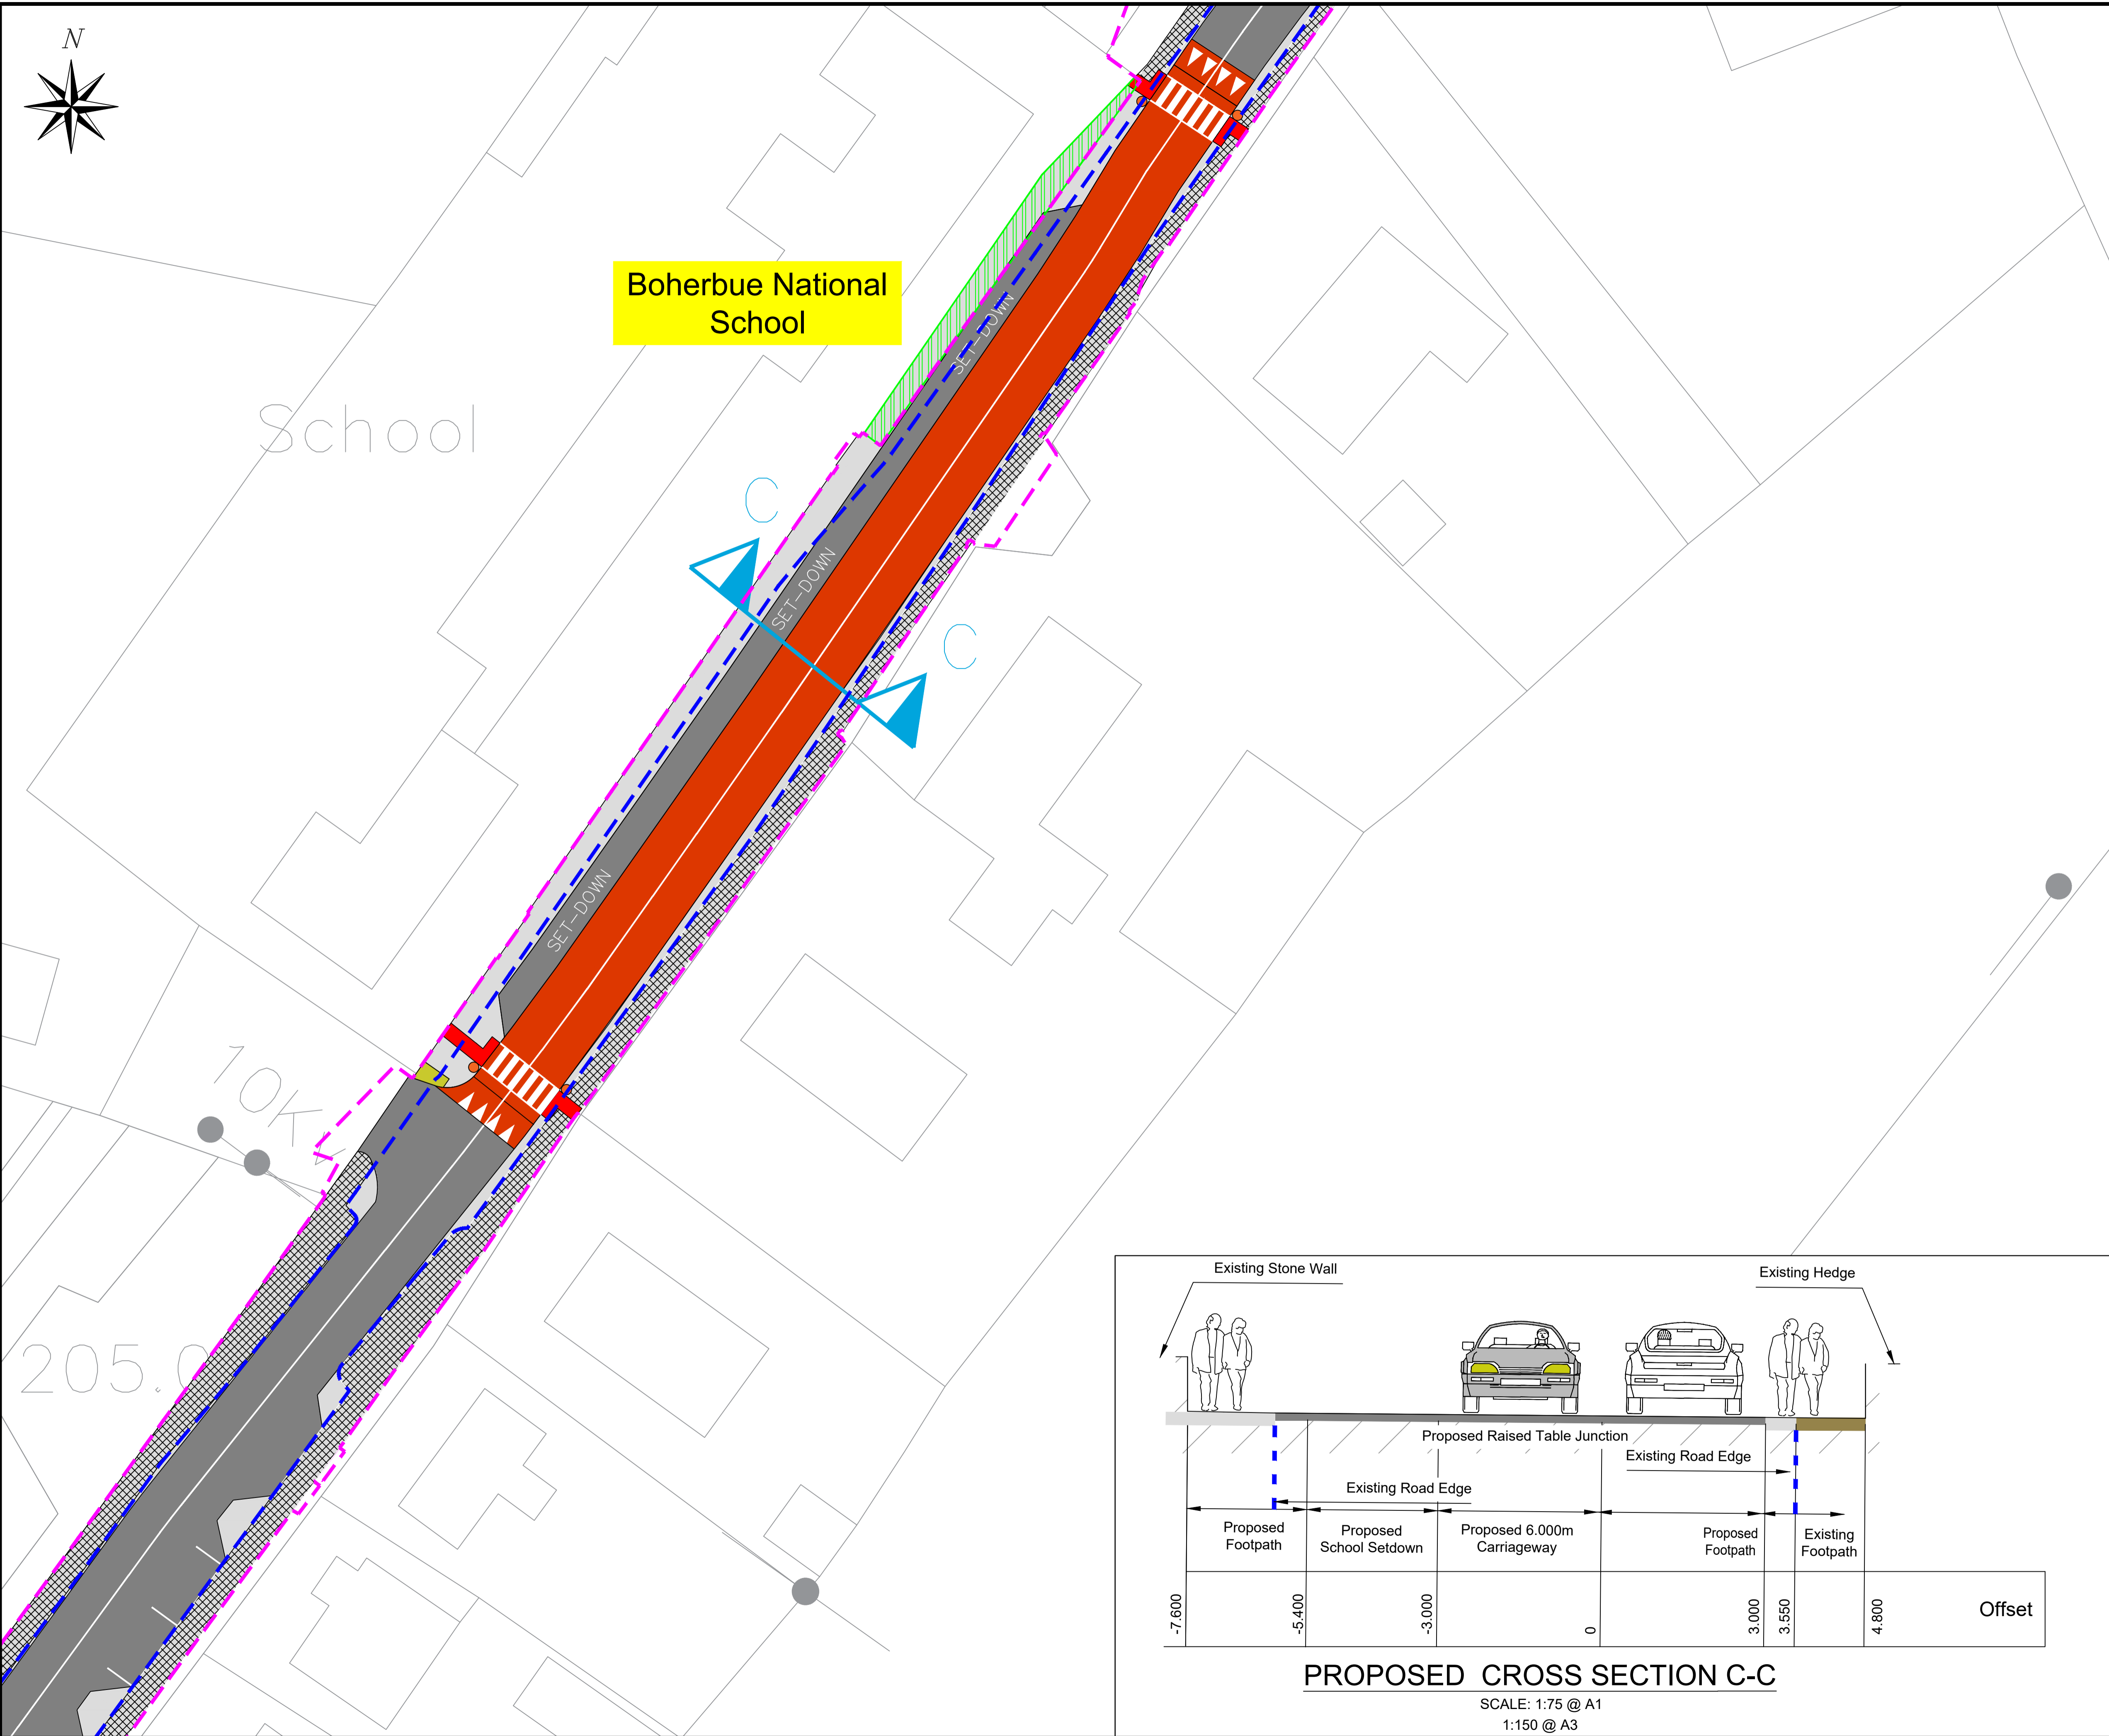 N
Boherbue National
School
School
SET-DOWN
C
SET-DOWN
C
SET-DOWN
205.0
Existing Stone Wall
Existing Hedge
Proposed Raised Table Junction
Existing Road Edge
Existing Road Edge
Proposed
Footpath
Proposed
School Setdown
Proposed 6.000m
Carriageway
Proposed
Footpath
Existing
Footpath
-7.600
-5.400
-3.000
0
3.000
3.550
4.800
Offset
PROPOSED CROSS SECTION C-C
SCALE: 1:75 @ A1
1:150 @ A3